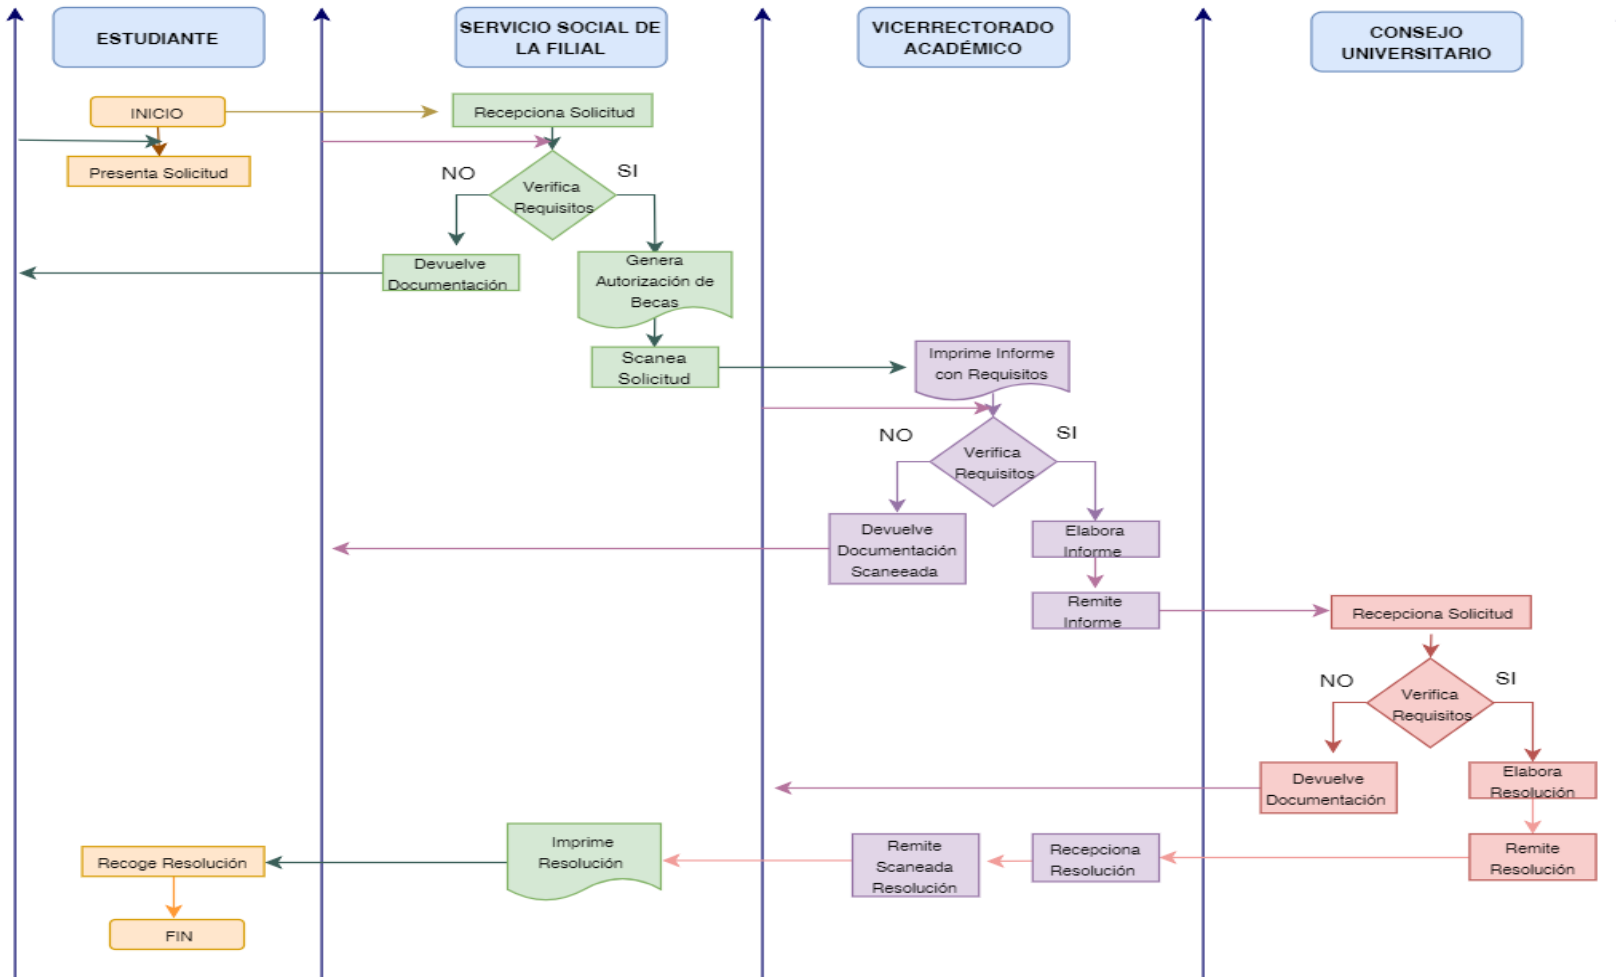 ESTUDIANTE
SERVICIO SOCIAL DE
LA FILIAL
VICERRECTORADO
ACADÉMICO
CONSEJO
UNIVERSITARIO
INICIO
Presenta Solicitud
Recepciona Solicitud
NO
SI
Verifica
Requisitos
Devuelve
Documentación
Genera
Autorización de
Becas
Scanea
Solicitud
Imprime Informe
con Requisitos
NO
SI
Verifica
Requisitos
Devuelve
Documentación
Scaneeada
Elabora
Informe
Remite
Informe
Recepciona Solicitud
NO
SI
Verifica
Requisitos
Devuelve
Documentación
Elabora
Resolución
Remite
Resolución
Recepciona
Resolución
Remite
Scaneada
Resolución
Imprime
Resolución
Recoge Resolución
FIN